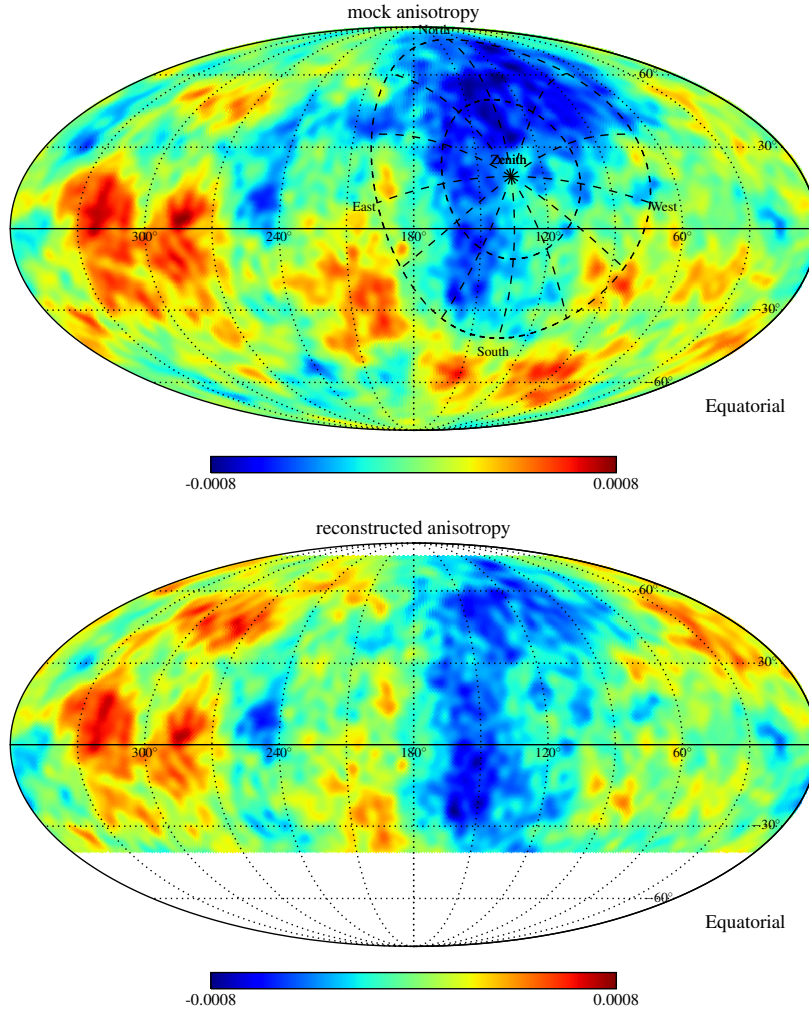 mock anisotropy
North
60°
30°
Zenith
East
West
300°
240°
180°
120°
60°
−30°
South
−60°
Equatorial
-0.0008
0.0008
reconstructed anisotropy
60°
30°
300°
240°
180°
120°
60°
−30°
−60°
Equatorial
-0.0008
0.0008